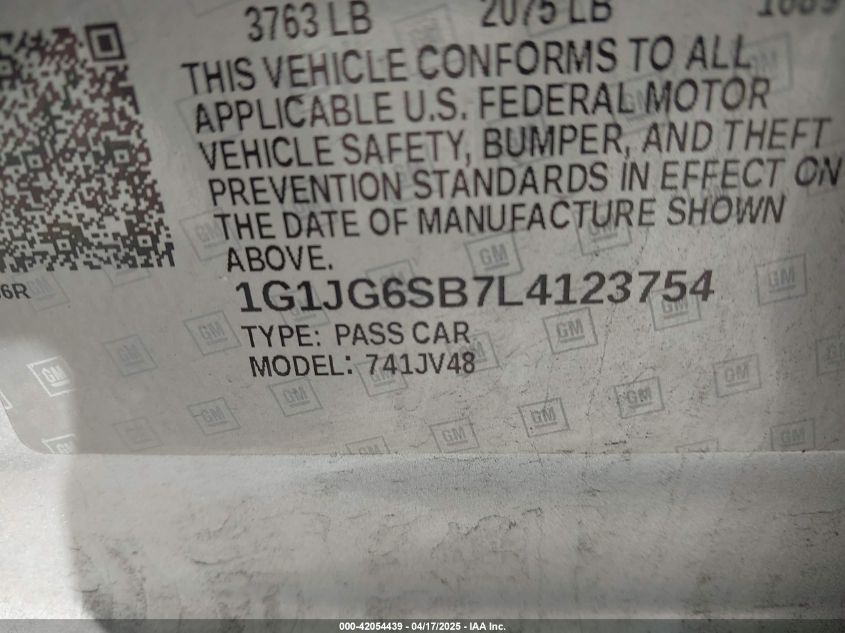 3763 LB 2075 LB
THIS VEHICLE CONFORMS TO ALL
APPLICABLE U.S. FEDERAL MOTOR
VEHICLE SAFETY, BUMPER, AND THEFT
PREVENTION STANDARDS IN EFFECT ON
THE DATE OF MANUFACTURE SHOWN
ABOVE.
6R
1G1JG6SB7L4123754
TYPE: PASS CAR
MODEL: 741JV48
GM
000-42054439 - 04/17/2025 - IAA Inc.